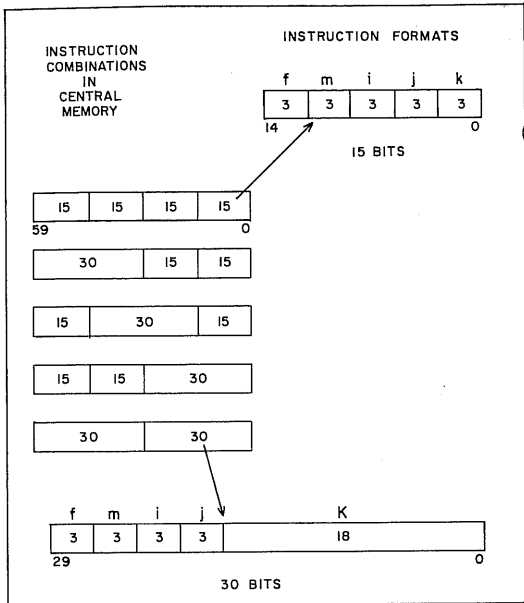 INSTRUCTION
COMBINATIONS
IN
CENTRAL
MEMORY
INSTRUCTION FORMATS
f m i j k
3 3 3 3 3
14 0
15 BITS
15 15 15 15
59 0
30 15 15
15 30 15
15 15 30
30 30
f m i j K
3 3 3 3 18
29 0
30 BITS